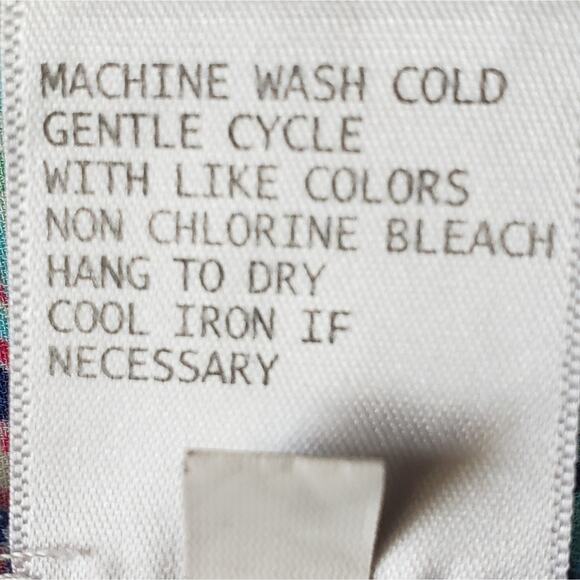 MACHINE WASH COLD
GENTLE CYCLE
WITH LIKE COLORS
NON CHLORINE BLEACH
HANG TO DRY
COOL IRON IF
NECESSARY